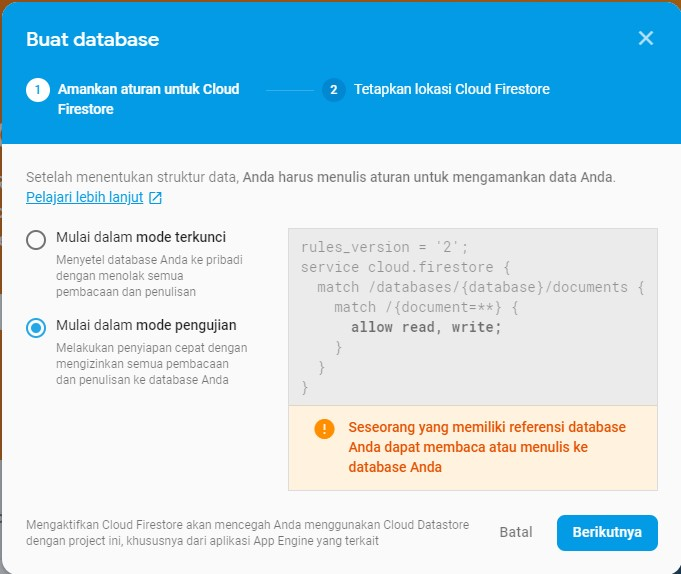 Buat database
1 Amankan aturan untuk Cloud
Firestore
2 Tetapkan lokasi Cloud Firestore
Setelah menentukan struktur data, Anda harus menulis aturan untuk mengamankan data Anda.
Pelajari lebih lanjut
Mulai dalam mode terkunci
Menyetel database Anda ke pribadi
dengan menolak semua
pembacaan dan penulisan
Mulai dalam mode pengujian
Melakukan penyiapan cepat dengan
mengizinkan semua pembacaan
dan penulisan ke database Anda
rules_version = '2';
service cloud.firestore {
match /databases/{database}/documents {
match /{document=**} {
allow read, write;
}
}
}
Seseorang yang memiliki referensi database
Anda dapat membaca atau menulis ke
database Anda
Mengaktifkan Cloud Firestore akan mencegah Anda menggunakan Cloud Datastore
dengan project ini, khususnya dari aplikasi App Engine yang terkait
Batal
Berikutnya